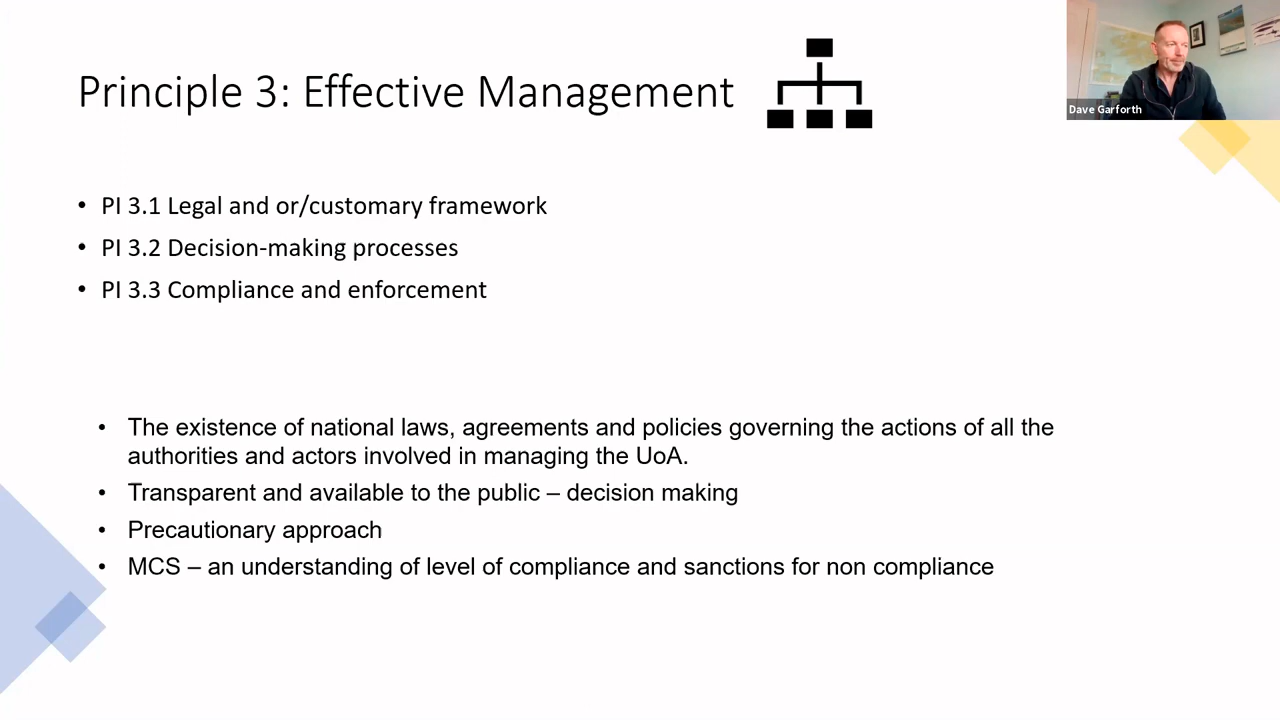 Principle 3: Effective Management
Dave Garforth
• PI 3.1 Legal and or/customary framework
• PI 3.2 Decision-making processes
• PI 3.3 Compliance and enforcement
• The existence of national laws, agreements and policies governing the actions of all the
authorities and actors involved in managing the UoA.
• Transparent and available to the public – decision making
• Precautionary approach
• MCS – an understanding of level of compliance and sanctions for non compliance